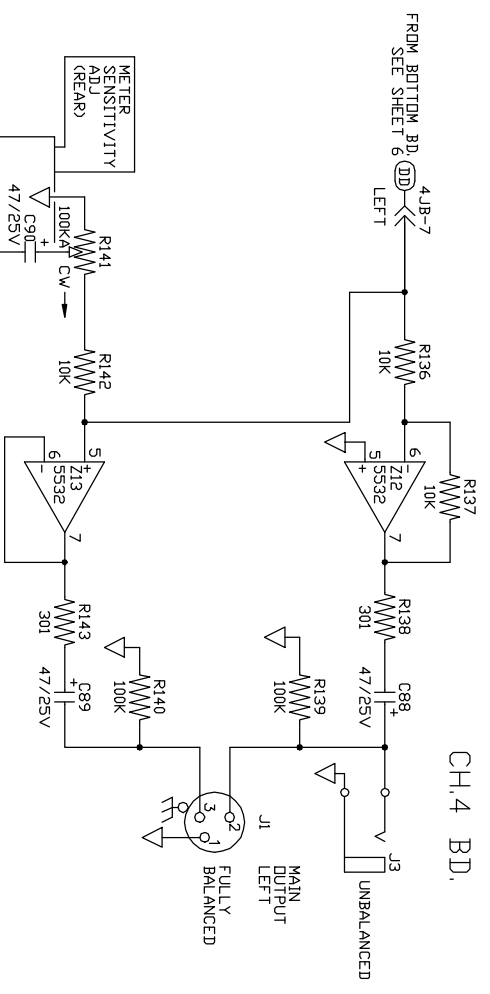 CH.4 BD.
FROM BOTTOM BD.
SEE SHEET 6
DD
4JB-7
LEFT
R136
10K
R137
10K
6
5
Z12
5532
-
+
7
R138
301
C88
47/25V
+
J3
UNBALANCED
R139
100K
R140
100K
J1
2
3
1
MAIN
OUTPUT
LEFT
FULLY
BALANCED
METER
SENSITIVITY
ADJ
(REAR)
R141
100KA
CW
C90
47/25V
+
R142
10K
5
6
+
-
Z13
5532
7
R143
301
C89
47/25V
+